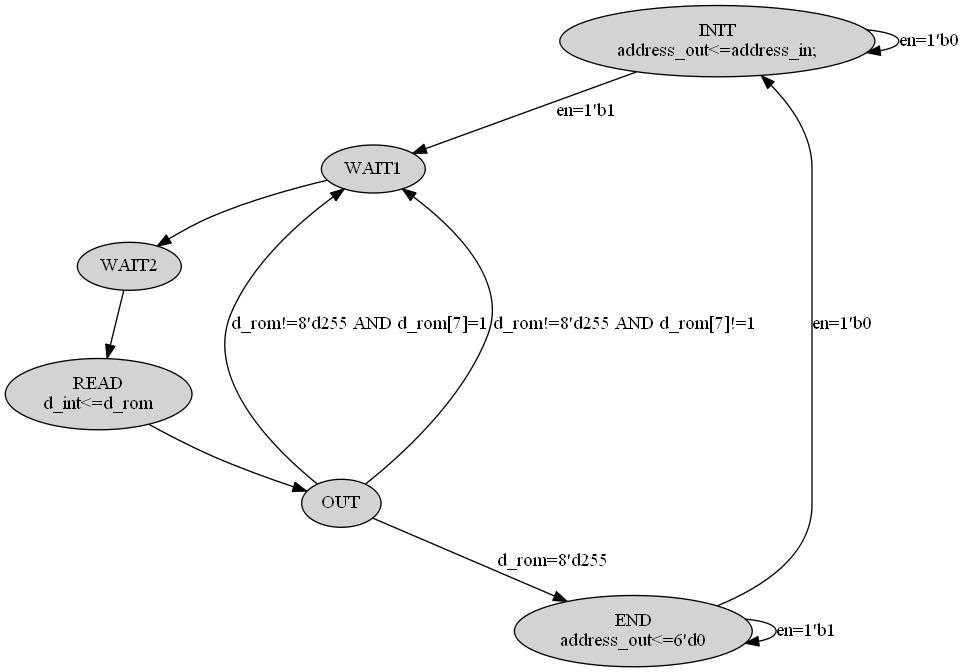 INIT
address_out<=address_in;
en=1'b0
en=1'b1
WAIT1
WAIT2
d_rom!=8'd255 AND d_rom[7]=1
d_rom!=8'd255 AND d_rom[7]!=1
en=1'b0
READ
d_int<=d_rom
OUT
d_rom=8'd255
END
address_out<=6'd0
en=1'b1